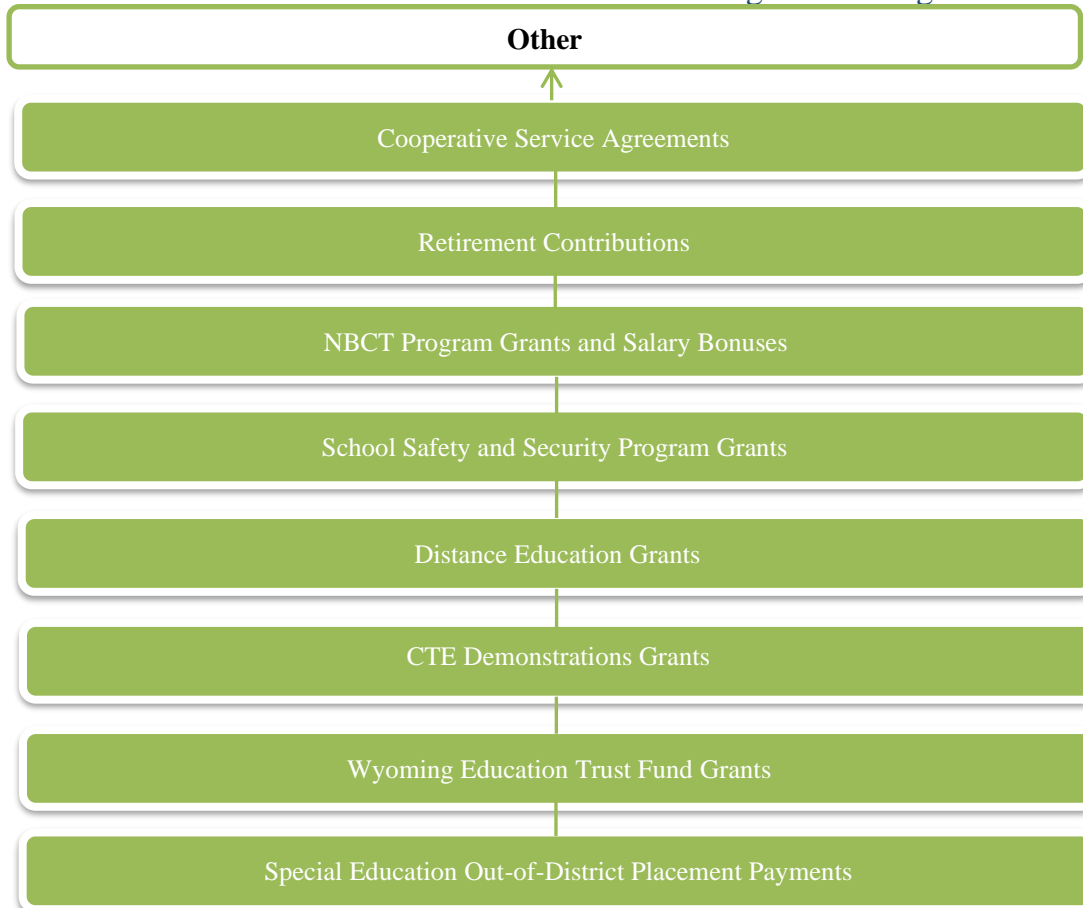 Other
Cooperative Service Agreements
Retirement Contributions
NBCT Program Grants and Salary Bonuses
School Safety and Security Program Grants
Distance Education Grants
CTE Demonstrations Grants
Wyoming Education Trust Fund Grants
Special Education Out-of-District Placement Payments